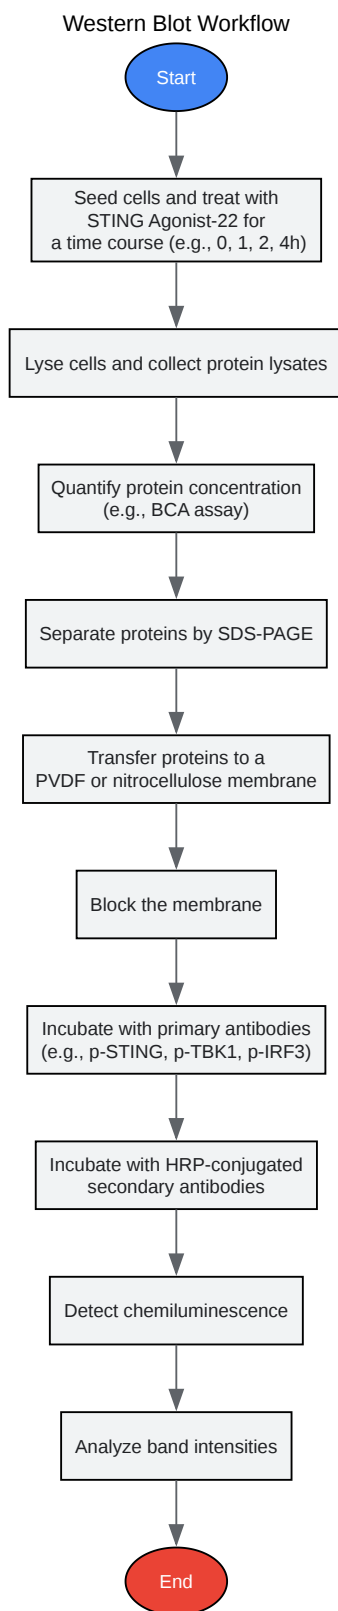 Western Blot Workflow
Start
Seed cells and treat with
STING Agonist-22 for
a time course (e.g., 0, 1, 2, 4h)
Lyse cells and collect protein lysates
Quantify protein concentration
(e.g., BCA assay)
Separate proteins by SDS-PAGE
Transfer proteins to a
PVDF or nitrocellulose membrane
Block the membrane
Incubate with primary antibodies
(e.g., p-STING, p-TBK1, p-IRF3)
Incubate with HRP-conjugated
secondary antibodies
Detect chemiluminescence
Analyze band intensities
End